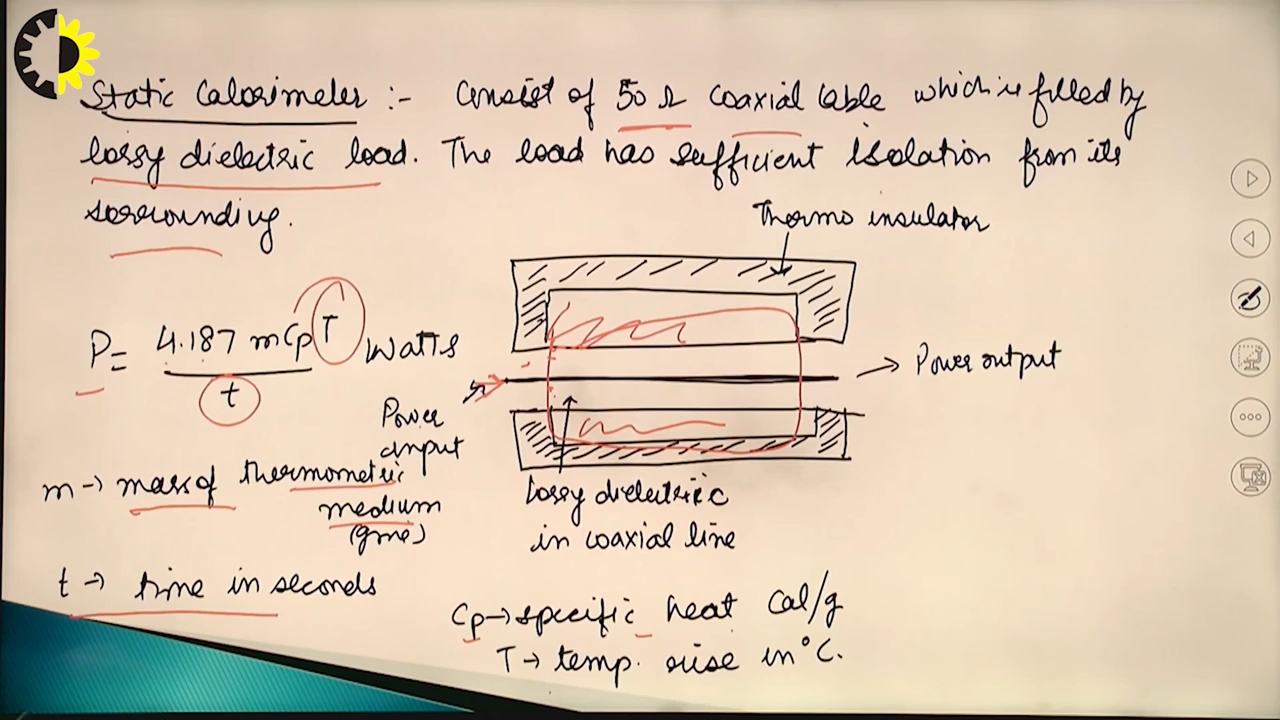 Static Calorimeter :- Consist of 50 Ω coaxial cable which is filled by
lossy dielectric load. The load has sufficient isolation from its
sorrounding.
Thermo insulator
P = 4.187 m Cp T / t Watts
Power output
Power input
m → mass of thermometric
medium
(gms)
Lossy dielectric
in coaxial line
t → time in seconds
Cp → specific heat Cal/g
T → temp. rise in °C.